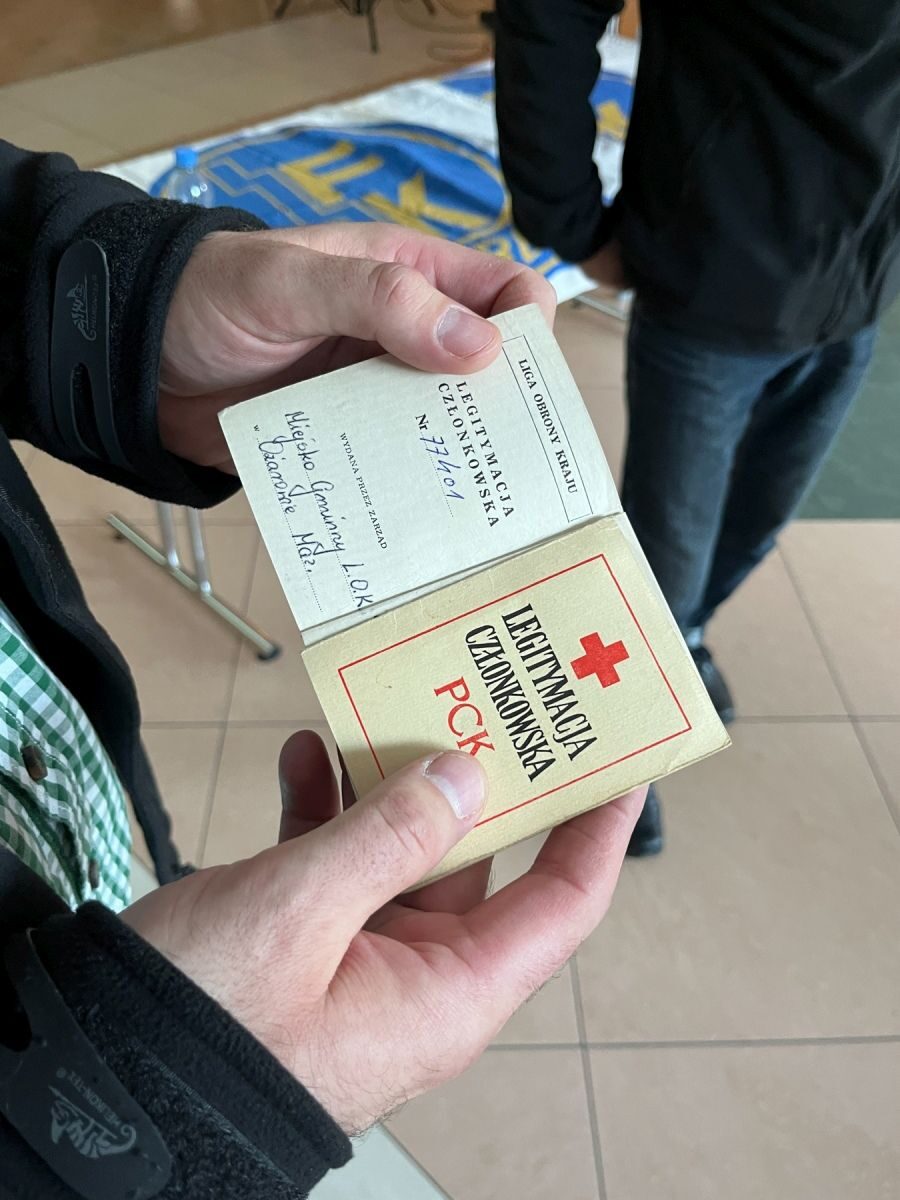 LIGA OBRONY KRAJU
LEGITYMACJA
CZŁONKOWSKA
Nr 77401
WYDANA PRZEZ ZARZĄD
Miejsko Gminny L.O.K.
w Ożarowie Maz.
LEGITYMACJA
CZŁONKOWSKA
PCK